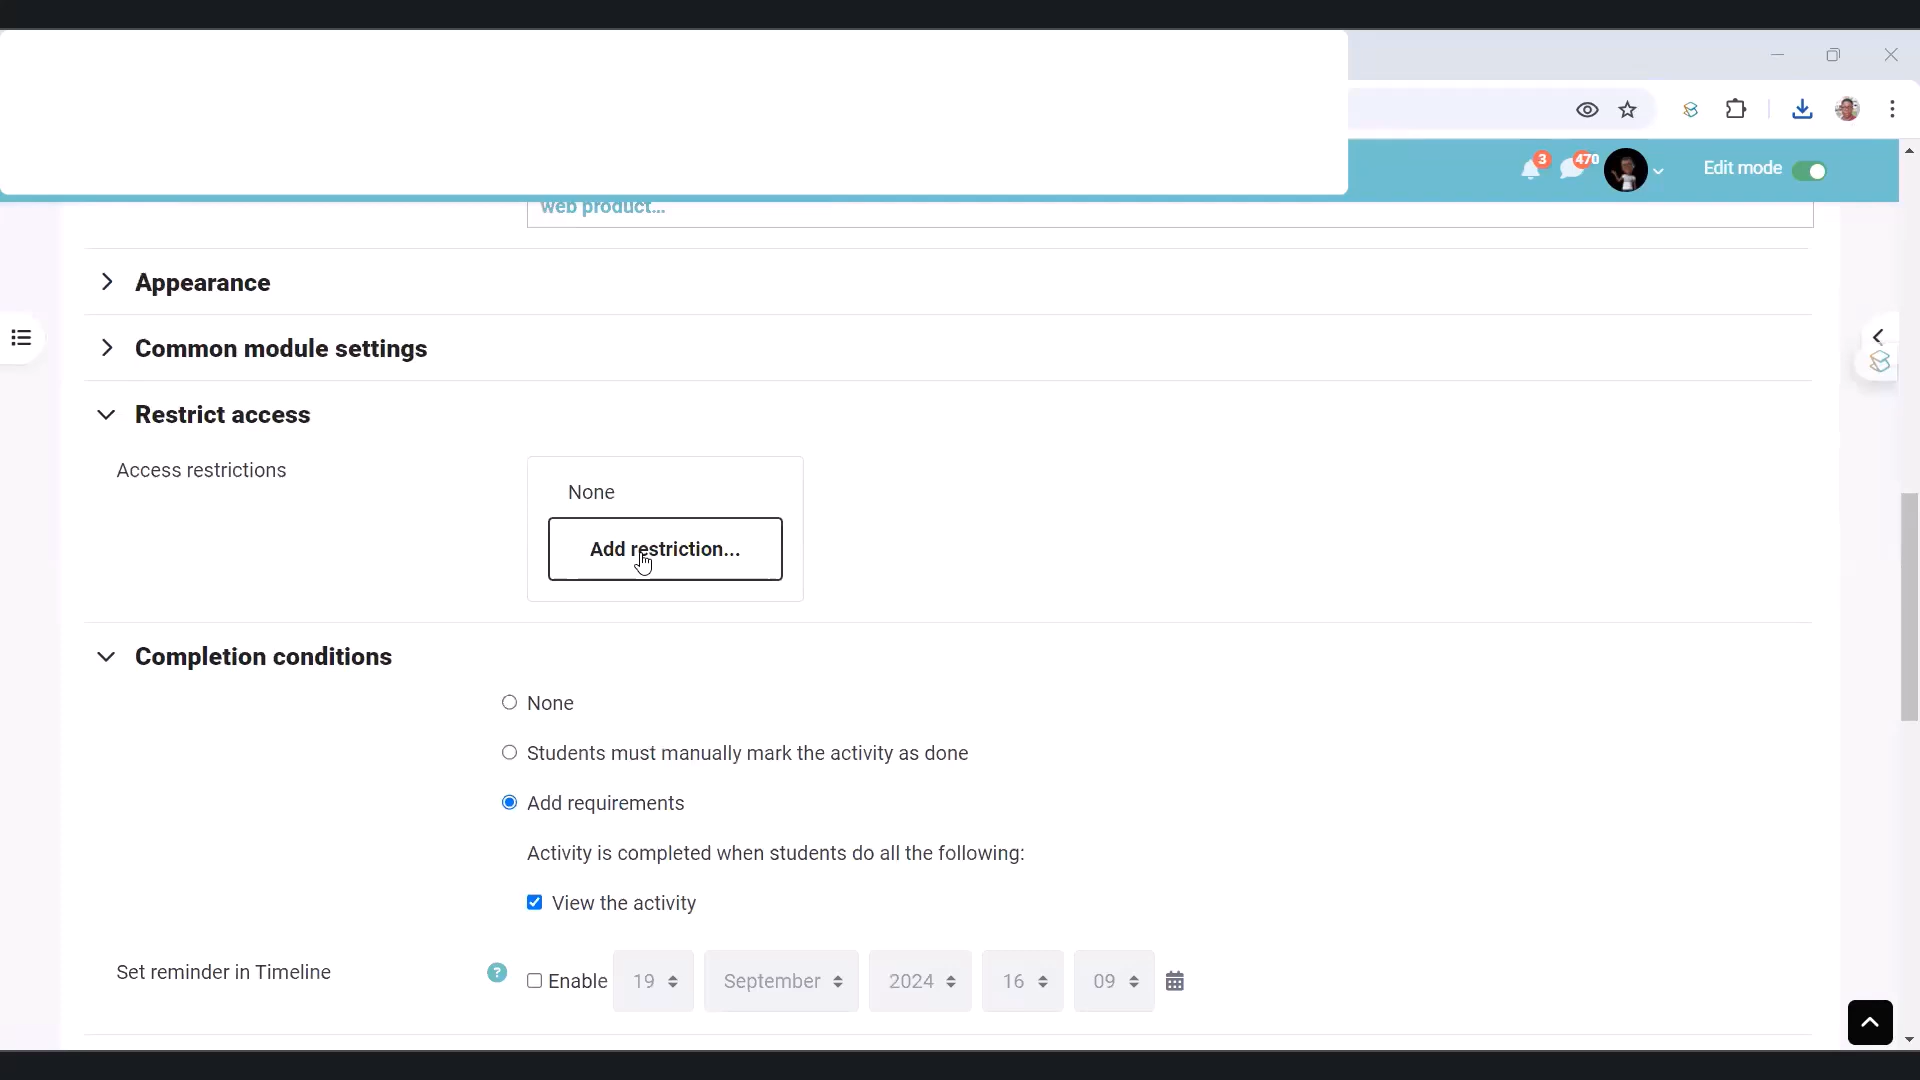 3
470
Edit mode
web product...
Appearance
Common module settings
Restrict access
Access restrictions
None
Add restriction...
Completion conditions
None
Students must manually mark the activity as done
Add requirements
Activity is completed when students do all the following:
View the activity
Set reminder in Timeline
?
Enable
19
September
2024
16
09